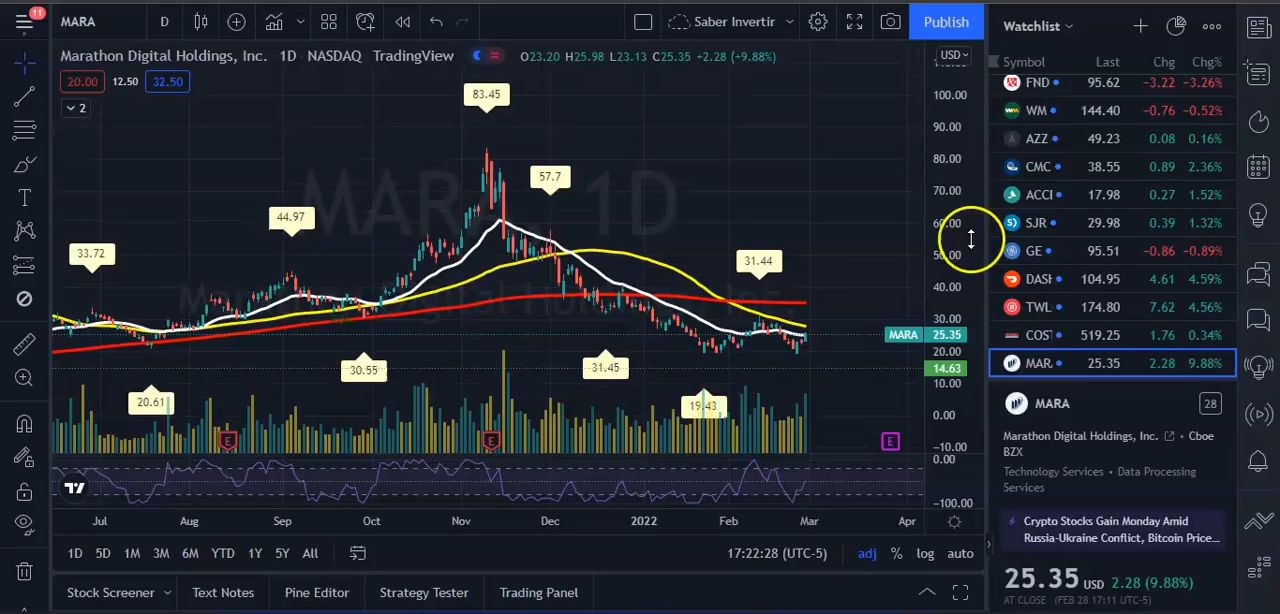 11
MARA
D
Saber Invertir
Publish
Marathon Digital Holdings, Inc. · 1D · NASDAQ TradingView
O23.20 H25.98 L23.13 C25.35 +2.28 (+9.88%)
USD
20.00 12.50 32.50
2
MARA, 1D
Marathon Digital Holdings, Inc.
33.72
44.97
83.45
57.7
31.44
20.61
30.55
31.45
19.43
E
E
E
100.00
90.00
80.00
70.00
60.00
50.00
40.00
30.00
MARA 25.35
20.00
14.63
10.00
0.00
−10.00
0.00
−100.00
Jul Aug Sep Oct Nov Dec 2022 Feb Mar Apr
1D 5D 1M 3M 6M YTD 1Y 5Y All
17:22:28 (UTC-5)
adj % log auto
Stock Screener Text Notes Pine Editor Strategy Tester Trading Panel
Watchlist
Symbol Last Chg Chg%
FND 95.62 −3.22 −3.26%
WM 144.40 −0.76 −0.52%
AZZ 49.23 0.08 0.16%
CMC 38.55 0.89 2.36%
ACCI 17.98 0.27 1.52%
SJR 29.98 0.39 1.32%
GE 95.51 −0.86 −0.89%
DASH 104.95 4.61 4.59%
TWL 174.80 7.62 4.56%
COST 519.25 1.76 0.34%
MAR 25.35 2.28 9.88%
MARA
28
Marathon Digital Holdings, Inc. · Cboe
BZX
Technology Services · Data Processing
Services
Crypto Stocks Gain Monday Amid
Russia-Ukraine Conflict, Bitcoin Price...
25.35 USD 2.28 (9.88%)
AT CLOSE (FEB 28 17:11 UTC-5)